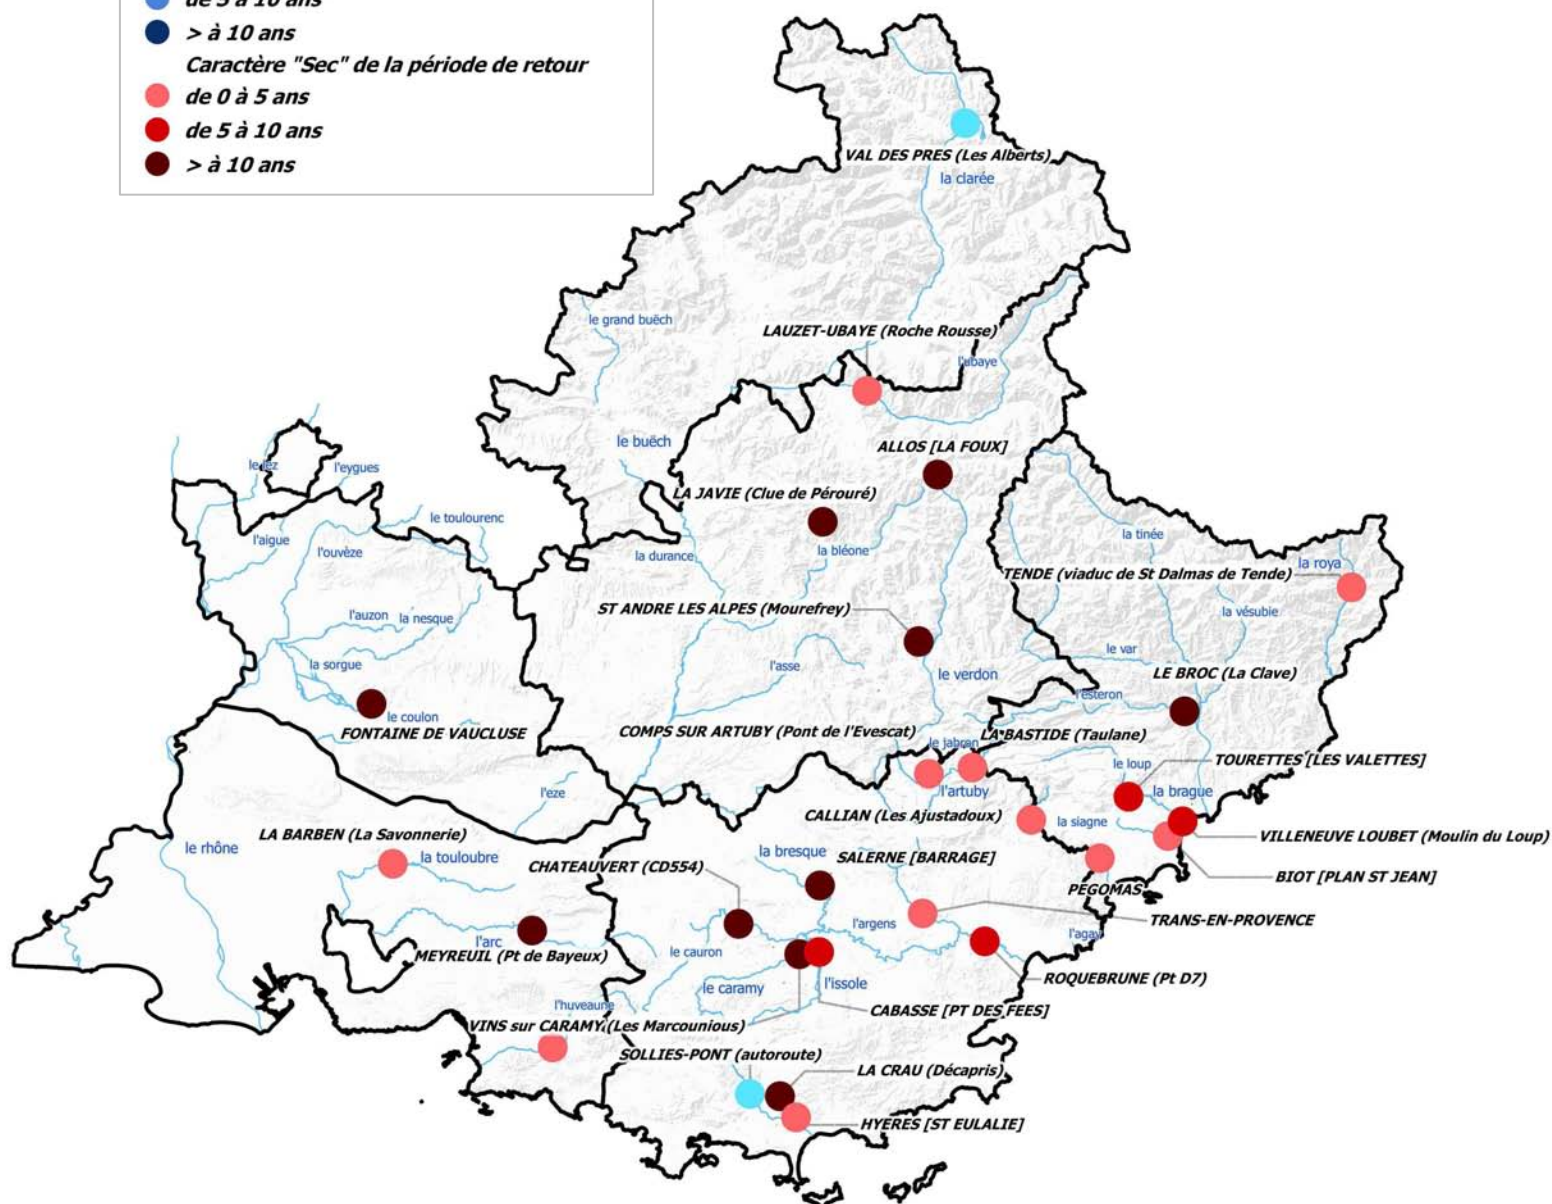 de 5 à 10 ans
> à 10 ans
Caractère "Sec" de la période de retour
de 0 à 5 ans
de 5 à 10 ans
> à 10 ans
VAL DES PRES (Les Alberts)
la clarée
le grand buëch
LAUZET-UBAYE (Roche Rousse)
l'ubaye
le buëch
ALLOS [LA FOUX]
le lez
l'eygues
LA JAVIE (Clue de Pérouré)
le toulourenc
l'aigue
l'ouvèze
la durance
la bléone
la tinée
la roya
TENDE (viaduc de St Dalmas de Tende)
ST ANDRE LES ALPES (Mourefrey)
l'auzon
la nesque
la vésubie
la sorgue
l'asse
le verdon
le var
LE BROC (La Clave)
l'esteron
le coulon
FONTAINE DE VAUCLUSE
COMPS SUR ARTUBY (Pont de l'Evescat)
le jabran
LA BASTIDE (Taulane)
le loup
TOURETTES [LES VALETTES]
l'eze
l'artuby
la brague
CALLIAN (Les Ajustadoux)
la siagne
LA BARBEN (La Savonnerie)
le rhône
VILLENEUVE LOUBET (Moulin du Loup)
la touloubre
CHATEAUVERT (CD554)
la bresque
SALERNE [BARRAGE]
BIOT [PLAN ST JEAN]
PEGOMAS
TRANS-EN-PROVENCE
l'argens
l'agay
l'arc
MEYREUIL (Pt de Bayeux)
le cauron
ROQUEBRUNE (Pt D7)
le caramy
l'issole
l'huveaune
CABASSE [PT DES FEES]
VINS sur CARAMY (Les Marcounious)
SOLLIES-PONT (autoroute)
LA CRAU (Décapris)
HYERES [ST EULALIE]